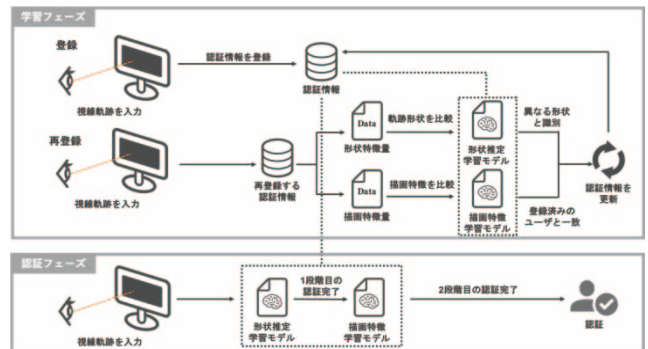 学習フェーズ
登録
視線軌跡を入力
認証情報を登録
認証情報
再登録
視線軌跡を入力
再登録する
認証情報
Data
形状特徴量
軌跡形状を比較
形状推定
学習モデル
異なる形状
と識別
Data
描画特徴量
描画特徴を比較
描画特徴
学習モデル
登録済みの
ユーザと一致
認証情報を
更新
認証フェーズ
視線軌跡を入力
形状推定
学習モデル
1段階目の
認証完了
描画特徴
学習モデル
2段階目の認証完了
認証